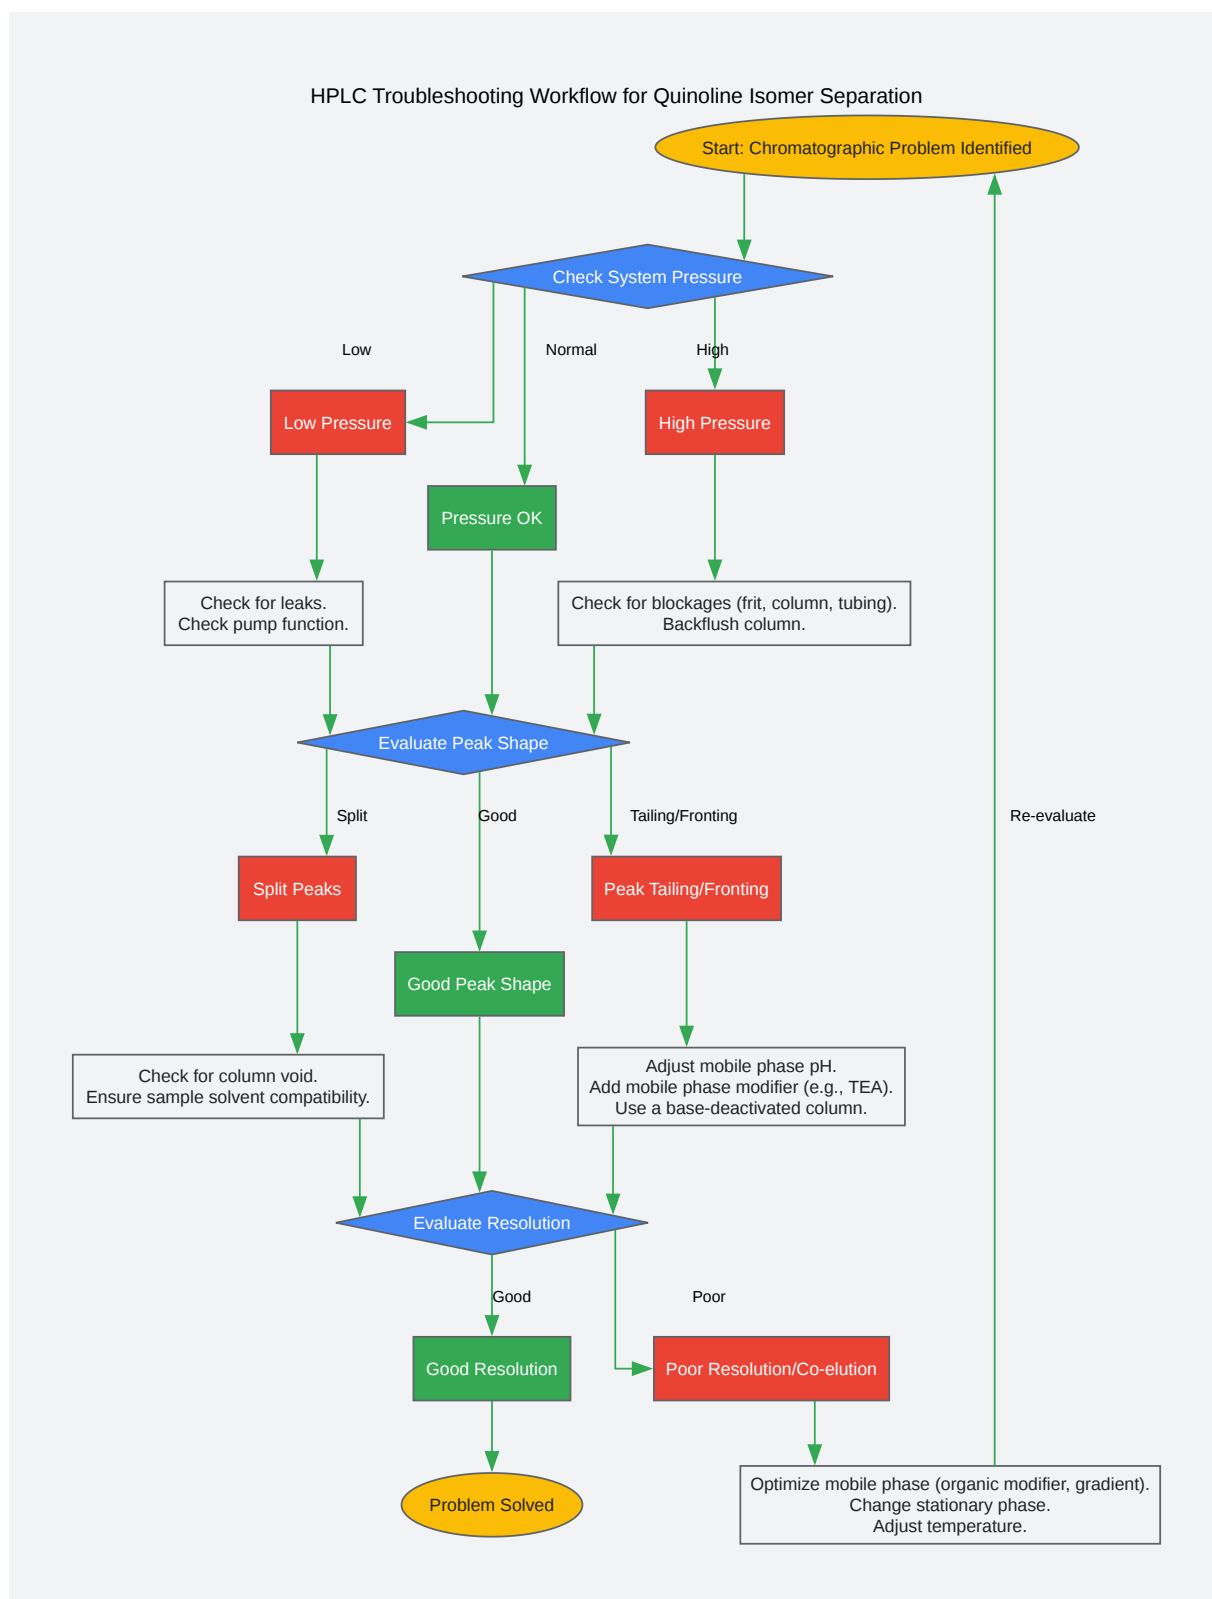 HPLC Troubleshooting Workflow for Quinoline Isomer Separation
Start: Chromatographic Problem Identified
Check System Pressure
Low
Normal
High
Low Pressure
High Pressure
Pressure OK
Check for leaks.
Check pump function.
Check for blockages (frit, column, tubing).
Backflush column.
Evaluate Peak Shape
Split
Good
Tailing/Fronting
Re-evaluate
Split Peaks
Peak Tailing/Fronting
Good Peak Shape
Check for column void.
Ensure sample solvent compatibility.
Adjust mobile phase pH.
Add mobile phase modifier (e.g., TEA).
Use a base-deactivated column.
Evaluate Resolution
Good
Poor
Good Resolution
Poor Resolution/Co-elution
Problem Solved
Optimize mobile phase (organic modifier, gradient).
Change stationary phase.
Adjust temperature.